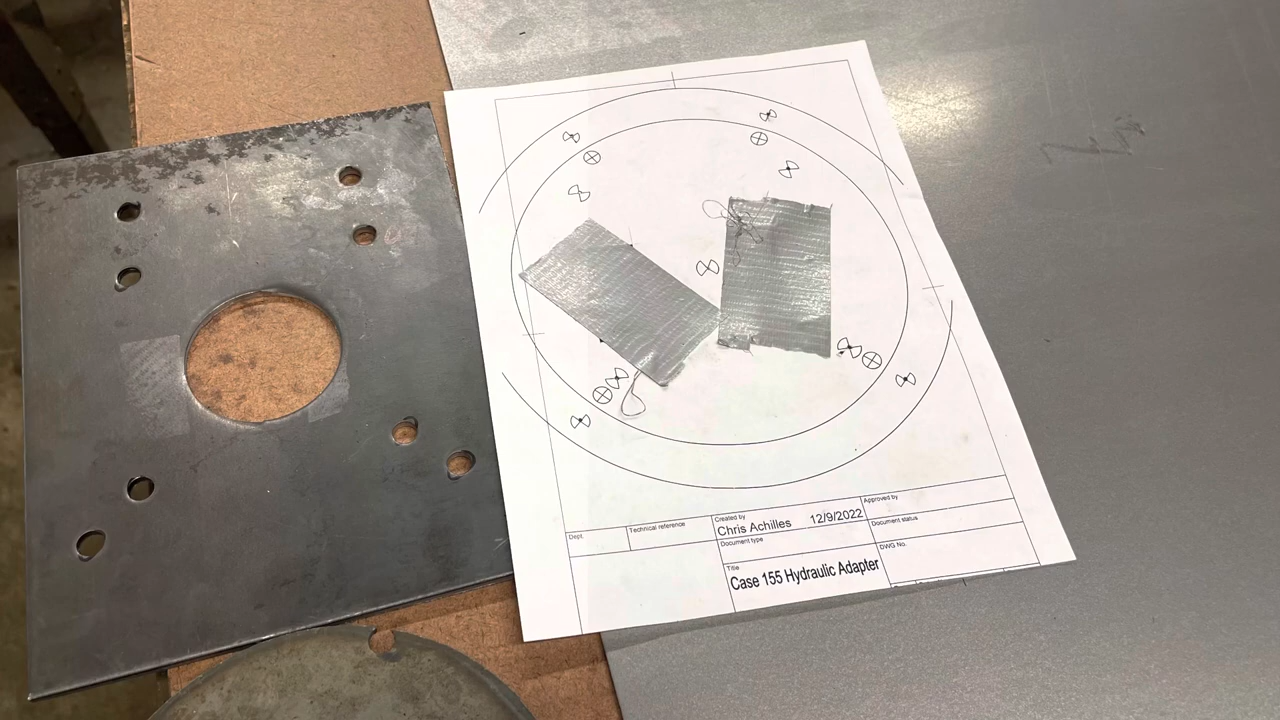 Dept.
Technical reference
Created by
Chris Achilles 12/9/2022
Approved by
Document type
Document status
Title
Case 155 Hydraulic Adapter
DWG No.